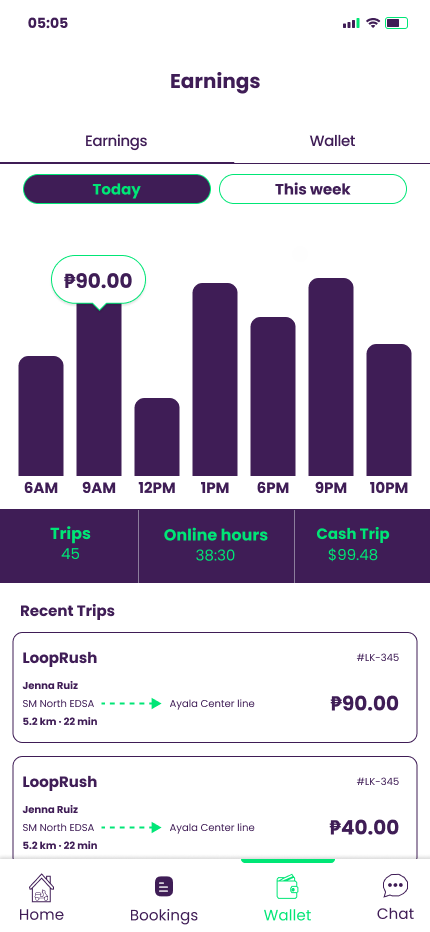 05:05
Earnings
Earnings Wallet
Today This week
₱90.00
6AM 9AM 12PM 1PM 6PM 9PM 10PM
Trips Online hours Cash Trip
45 38:30 $99.48
Recent Trips
LoopRush #LK-345
Jenna Ruiz
SM North EDSA Ayala Center line ₱90.00
5.2 km · 22 min
LoopRush #LK-345
Jenna Ruiz
SM North EDSA Ayala Center line ₱40.00
5.2 km · 22 min
Home Bookings Wallet Chat